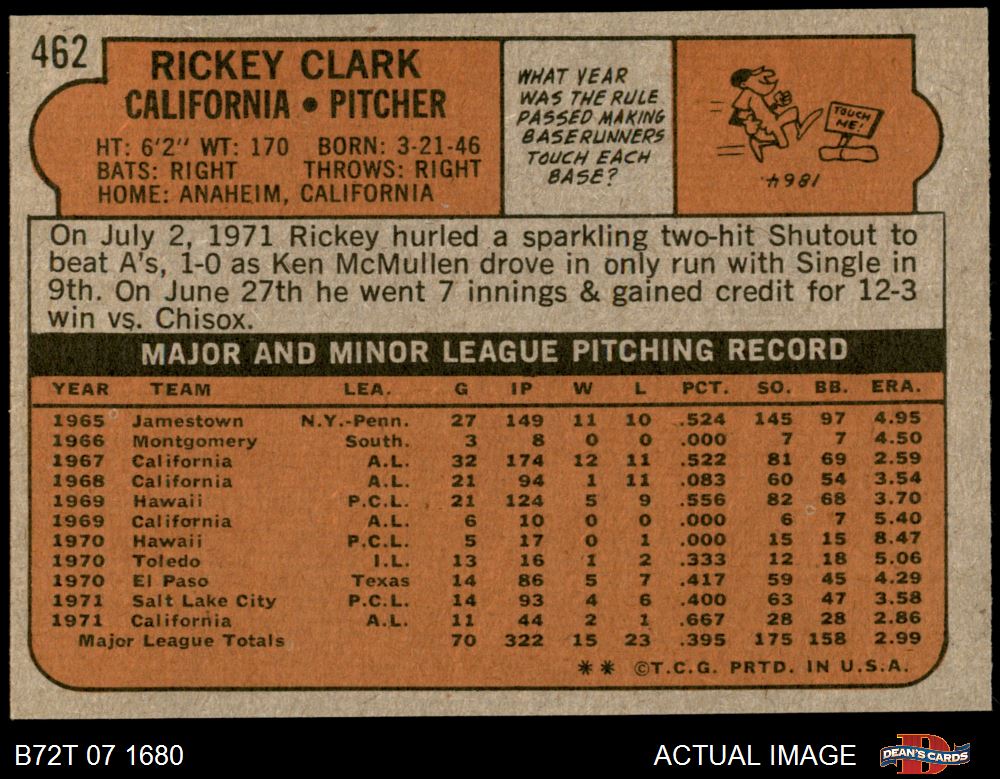 462
RICKEY CLARK
CALIFORNIA • PITCHER
HT: 6'2" WT: 170 BORN: 3-21-46
BATS: RIGHT THROWS: RIGHT
HOME: ANAHEIM, CALIFORNIA
WHAT YEAR
WAS THE RULE
PASSED MAKING
BASERUNNERS
TOUCH EACH
BASE?
TOUCH
ME!
1864
On July 2, 1971 Rickey hurled a sparkling two-hit Shutout to
beat A's, 1-0 as Ken McMullen drove in only run with Single in
9th. On June 27th he went 7 innings & gained credit for 12-3
win vs. Chisox.
MAJOR AND MINOR LEAGUE PITCHING RECORD
YEAR TEAM LEA. G IP W L PCT. SO. BB. ERA.
1965 Jamestown N.Y.-Penn. 27 149 11 10 .524 145 97 4.95
1966 Montgomery South. 3 8 0 0 .000 7 7 4.50
1967 California A.L. 32 174 12 11 .522 81 69 2.59
1968 California A.L. 21 94 1 11 .083 60 54 3.54
1969 Hawaii P.C.L. 21 124 5 9 .556 82 68 3.70
1969 California A.L. 6 10 0 0 .000 6 7 5.40
1970 Hawaii P.C.L. 5 17 0 1 .000 15 15 8.47
1970 Toledo I.L. 13 16 1 2 .333 12 18 5.06
1970 El Paso Texas 14 86 5 7 .417 59 45 4.29
1971 Salt Lake City P.C.L. 14 93 4 6 .400 63 47 3.58
1971 California A.L. 11 44 2 1 .667 28 28 2.86
Major League Totals 70 322 15 23 .395 175 158 2.99
** ©T.C.G. PRTD. IN U.S.A.
B72T 07 1680 ACTUAL IMAGE DEAN'S CARDS